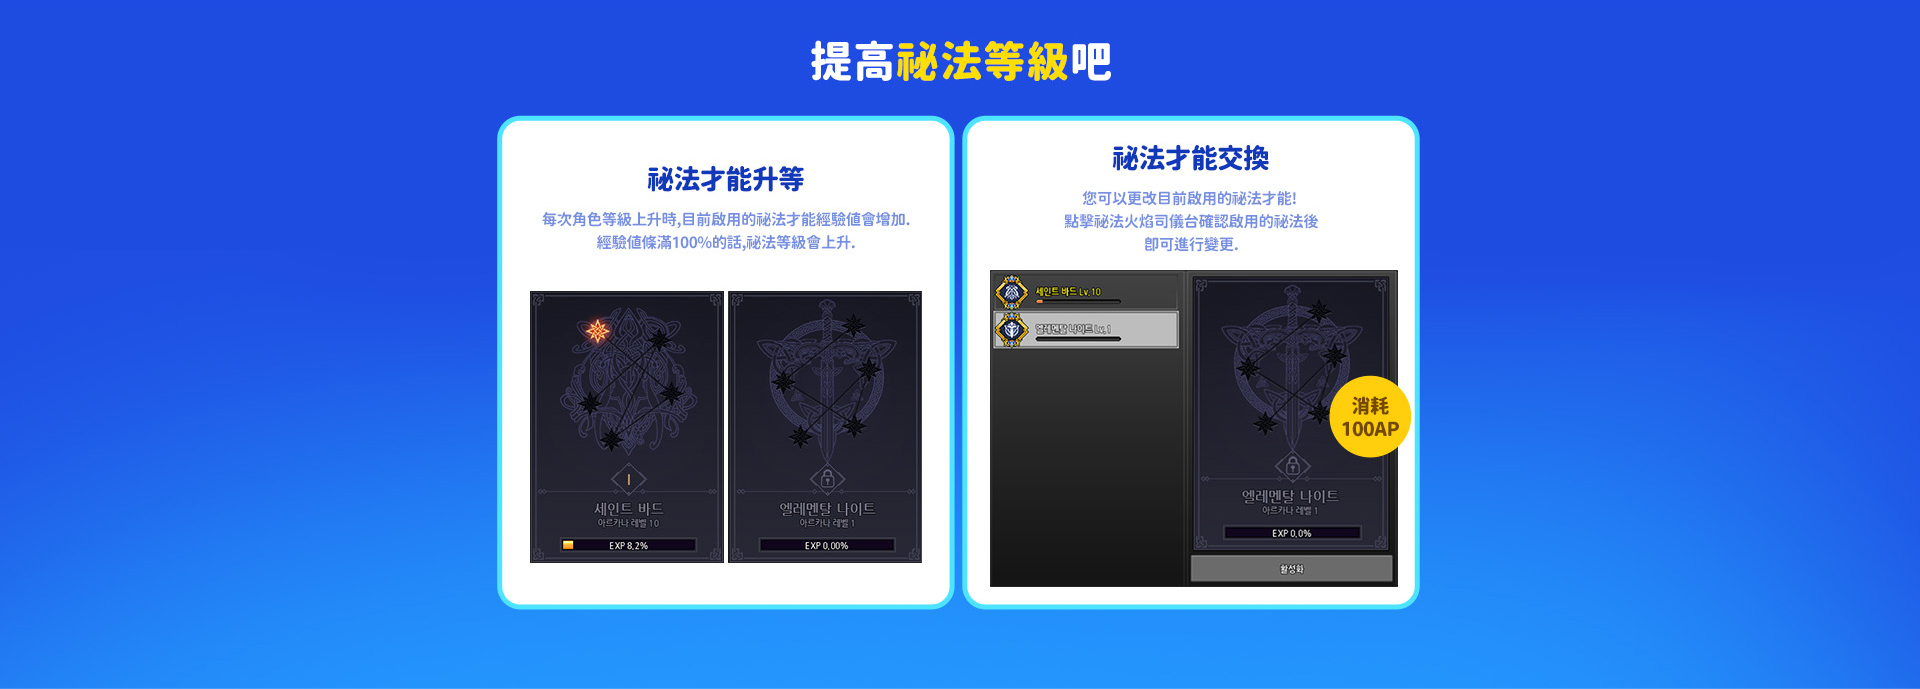 提高祕法等級吧
祕法才能升等
每次角色等級上升時,目前啟用的祕法才能經驗值會增加.
經驗值條滿100%的話,祕法等級會上升.
I
세인트 바드
아르카나 레벨 10
EXP 8.2%
엘레멘탈 나이트
아르카나 레벨 1
EXP 0.00%
祕法才能交換
您可以更改目前啟用的祕法才能!
點擊祕法火焰司儀台確認啟用的祕法後
卽可進行變更.
세인트 바드 Lv.10
엘레멘탈 나이트 Lv.1
消耗
100AP
엘레멘탈 나이트
아르카나 레벨 1
EXP 0.0%
활성화